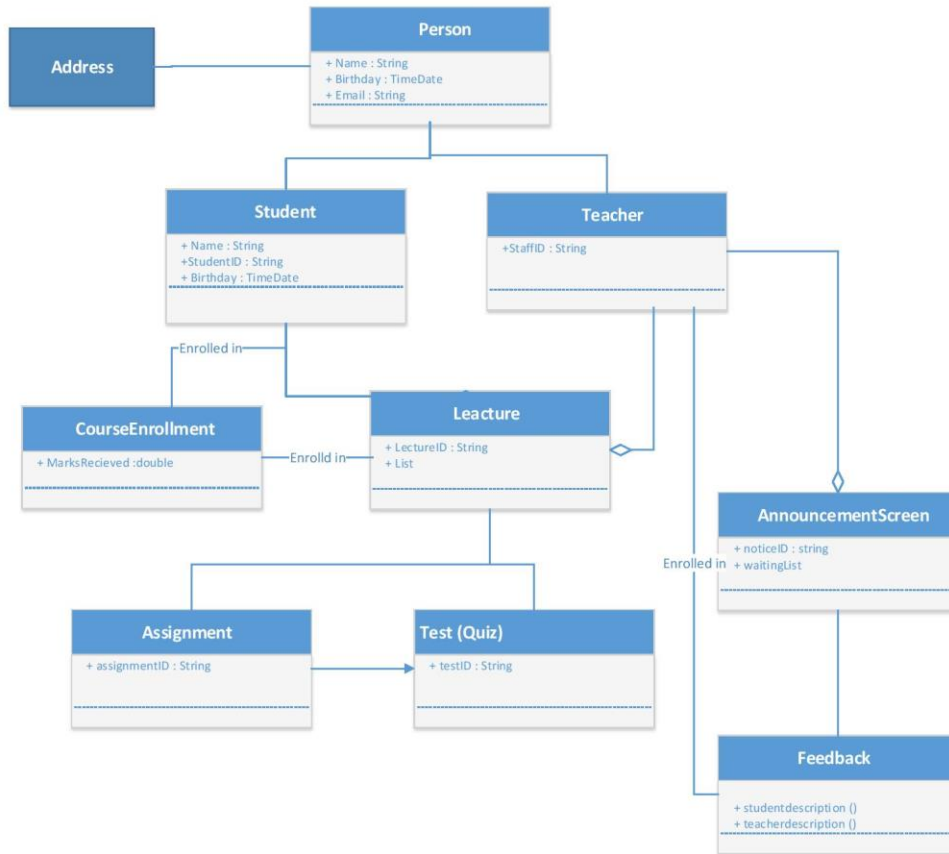 Person
Address
+ Name : String
+ Birthday : TimeDate
+ Email : String
Student
+ Name : String
+StudentID : String
+ Birthday : TimeDate
Teacher
+StaffID : String
Enrolled in
CourseEnrollment
+ MarksRecieved :double
Enrolld in
Leacture
+ LectureID : String
+ List
AnnouncementScreen
+ noticeID : string
+ waitingList
Enrolled in
Assignment
+ assignmentID : String
Test (Quiz)
+ testID : String
Feedback
+ studentdescription ()
+ teacherdescription ()